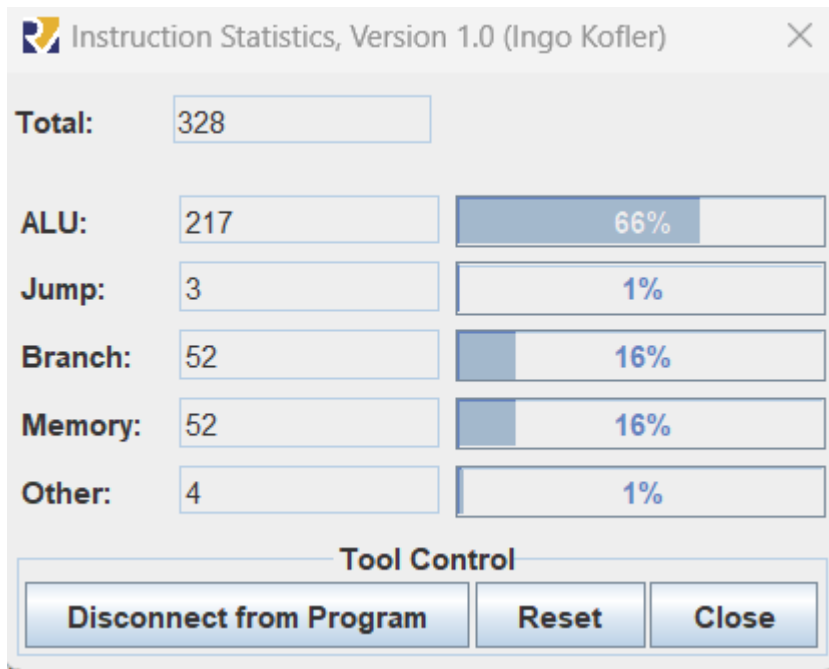 Instruction Statistics, Version 1.0 (Ingo Kofler)
Total: 328
ALU: 217 66%
Jump: 3 1%
Branch: 52 16%
Memory: 52 16%
Other: 4 1%
Tool Control
Disconnect from Program Reset Close